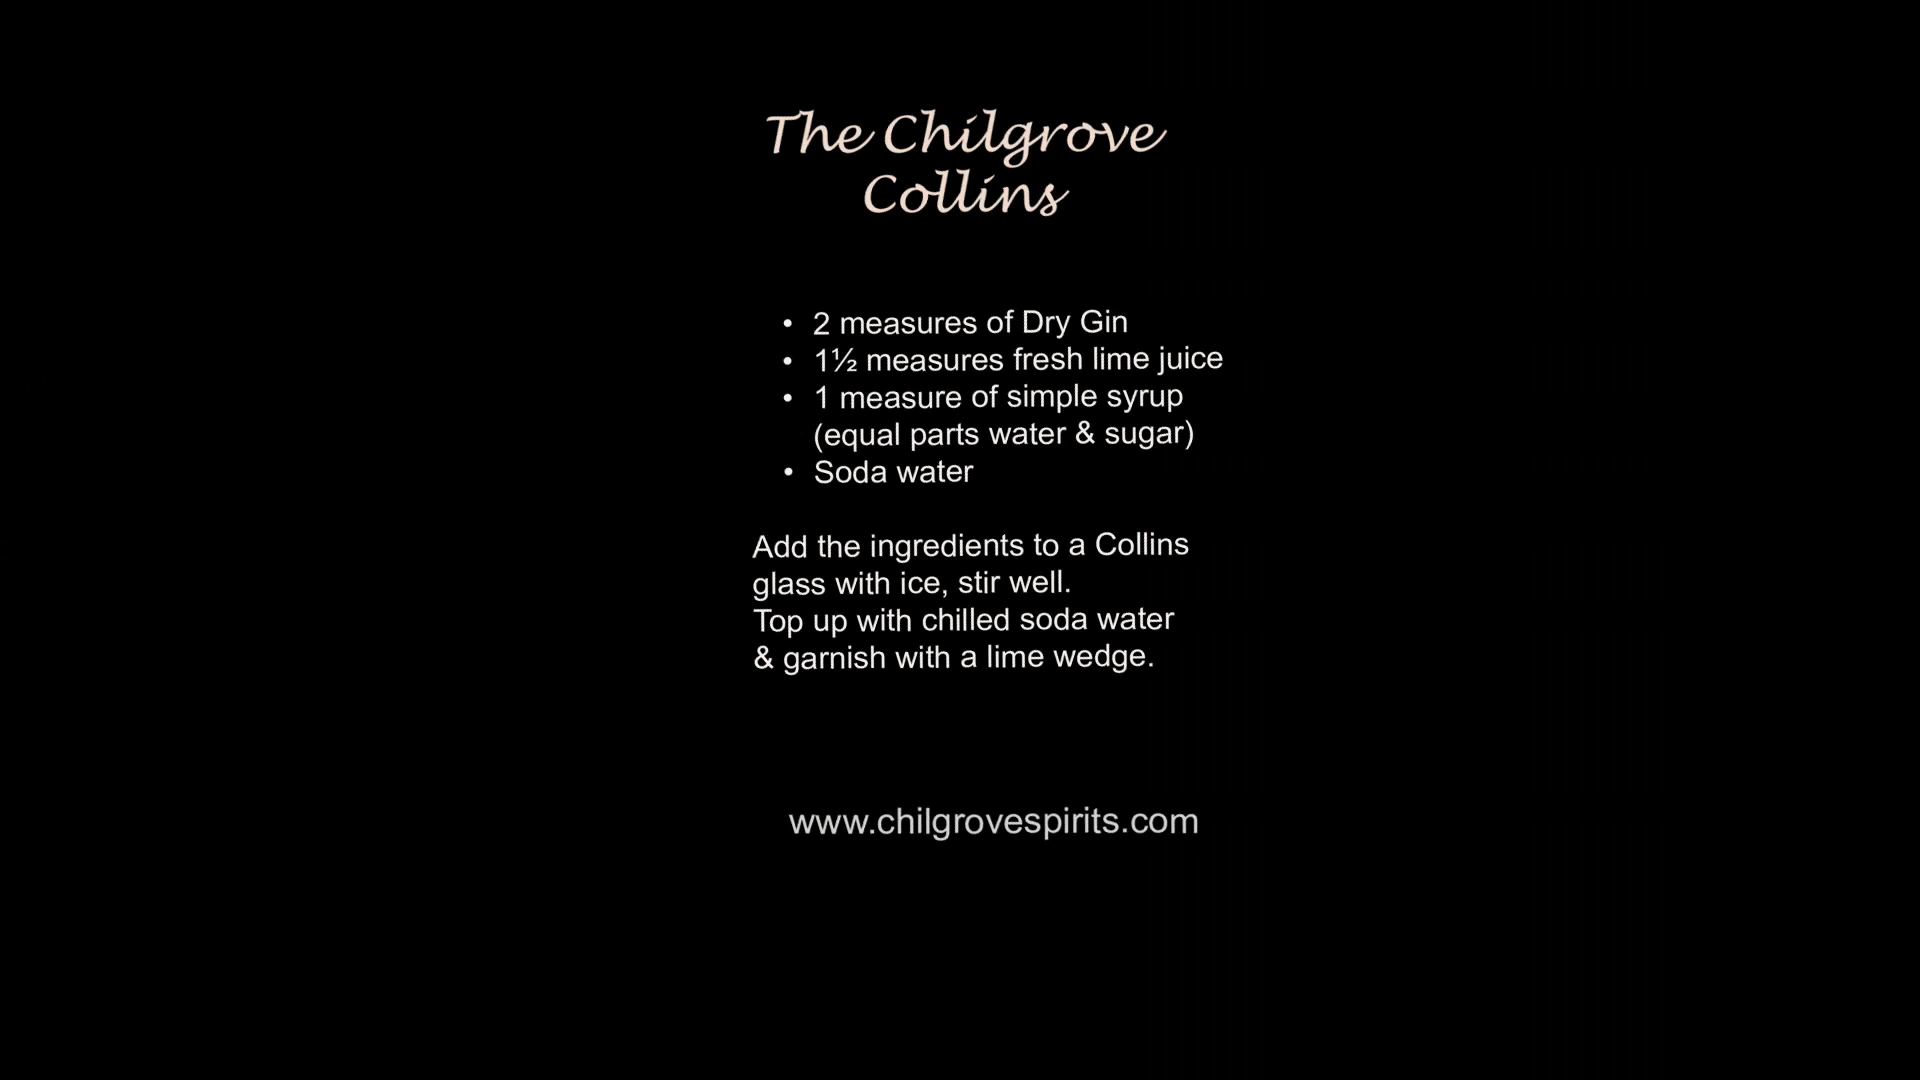 The Chilgrove
Collins
• 2 measures of Dry Gin
• 1½ measures fresh lime juice
• 1 measure of simple syrup
(equal parts water & sugar)
• Soda water
Add the ingredients to a Collins
glass with ice, stir well.
Top up with chilled soda water
& garnish with a lime wedge.
www.chilgrovespirits.com